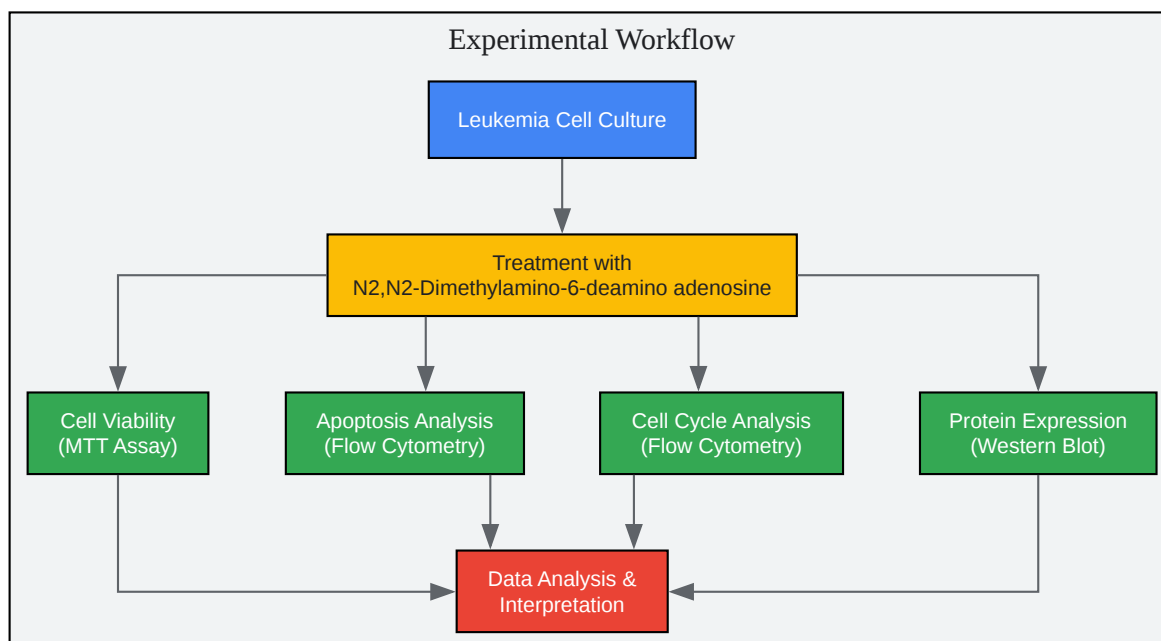 Experimental Workflow
Leukemia Cell Culture
Treatment with
N2,N2-Dimethylamino-6-deamino adenosine
Cell Viability
(MTT Assay)
Apoptosis Analysis
(Flow Cytometry)
Cell Cycle Analysis
(Flow Cytometry)
Protein Expression
(Western Blot)
Data Analysis &
Interpretation